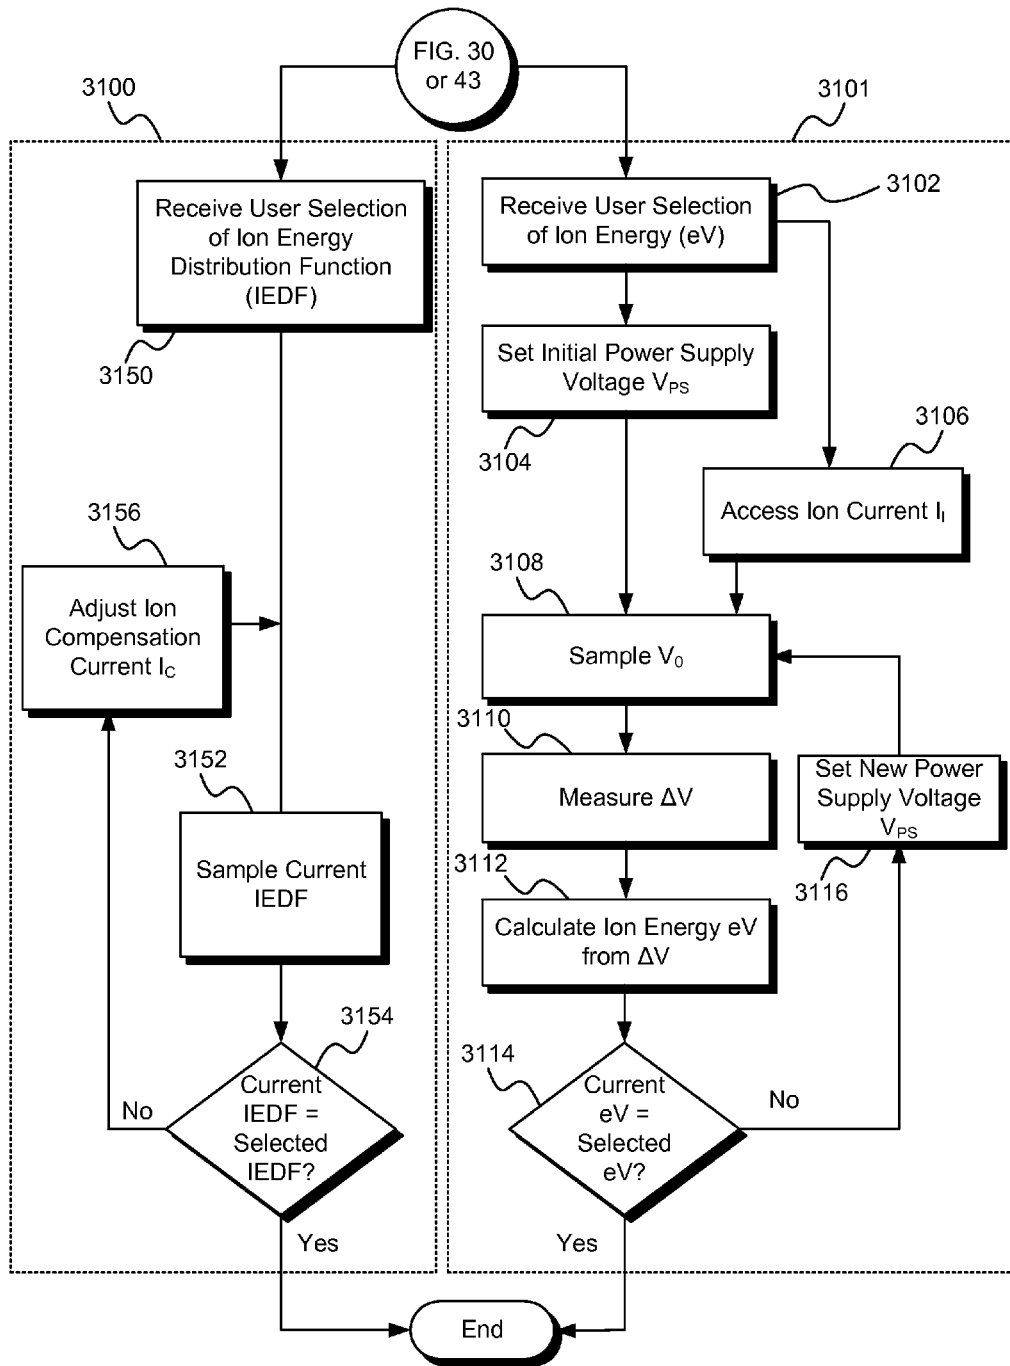 FIG. 30
or 43
3100
3101
Receive User Selection
of Ion Energy
Distribution Function
(IEDF)
3150
Receive User Selection
of Ion Energy (eV)
3102
Set Initial Power Supply
Voltage VPS
3104
3106
Access Ion Current II
3156
Adjust Ion
Compensation
Current IC
3108
Sample V0
3110
Measure ΔV
Set New Power
Supply Voltage
VPS
3116
3152
Sample Current
IEDF
3112
Calculate Ion Energy eV
from ΔV
3154
Current
IEDF =
Selected
IEDF?
No
Yes
3114
Current
eV =
Selected
eV?
No
Yes
End